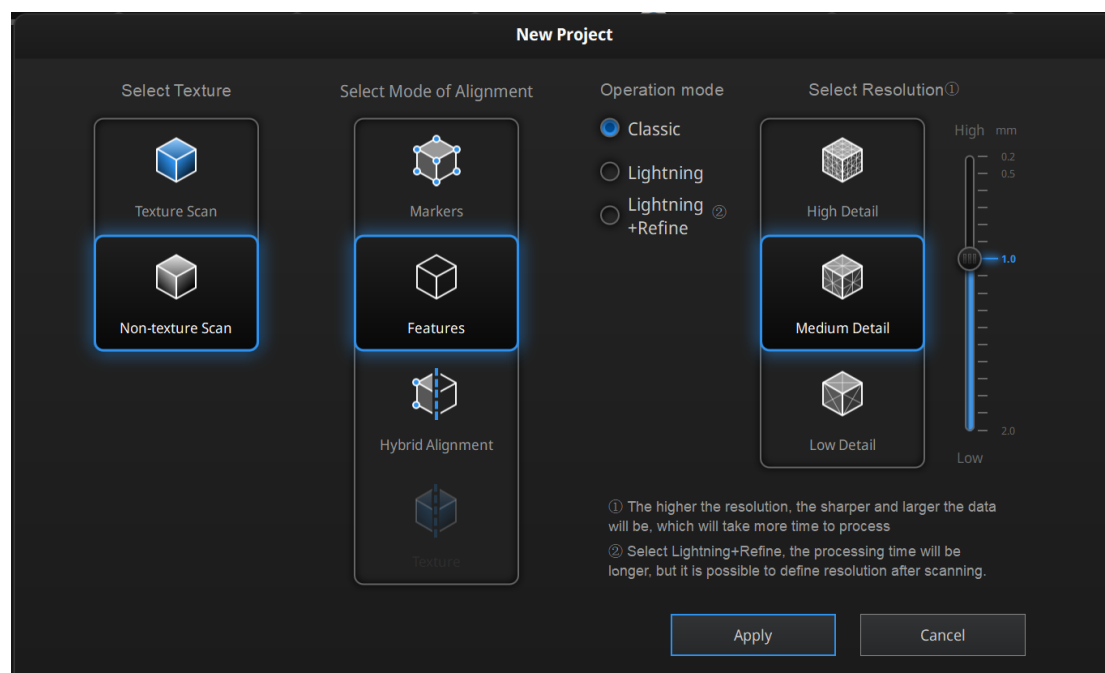 New Project
Select Texture
Texture Scan
Non-texture Scan
Select Mode of Alignment
Markers
Features
Hybrid Alignment
Texture
Operation mode
Classic
Lightning
Lightning ②
+Refine
Select Resolution①
High Detail
Medium Detail
Low Detail
High mm
0.2
0.5
1.0
2.0
Low
① The higher the resolution, the sharper and larger the data
will be, which will take more time to process
② Select Lightning+Refine, the processing time will be
longer, but it is possible to define resolution after scanning.
Apply
Cancel